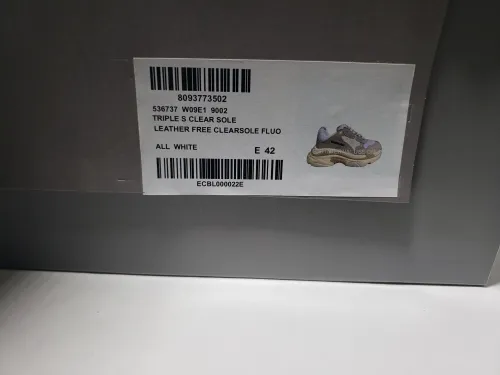 8093773502
536737 W09E1 9002
TRIPLE S CLEAR SOLE
LEATHER FREE CLEARSOLE FLUO
ALL WHITE E 42
ECBL000022E